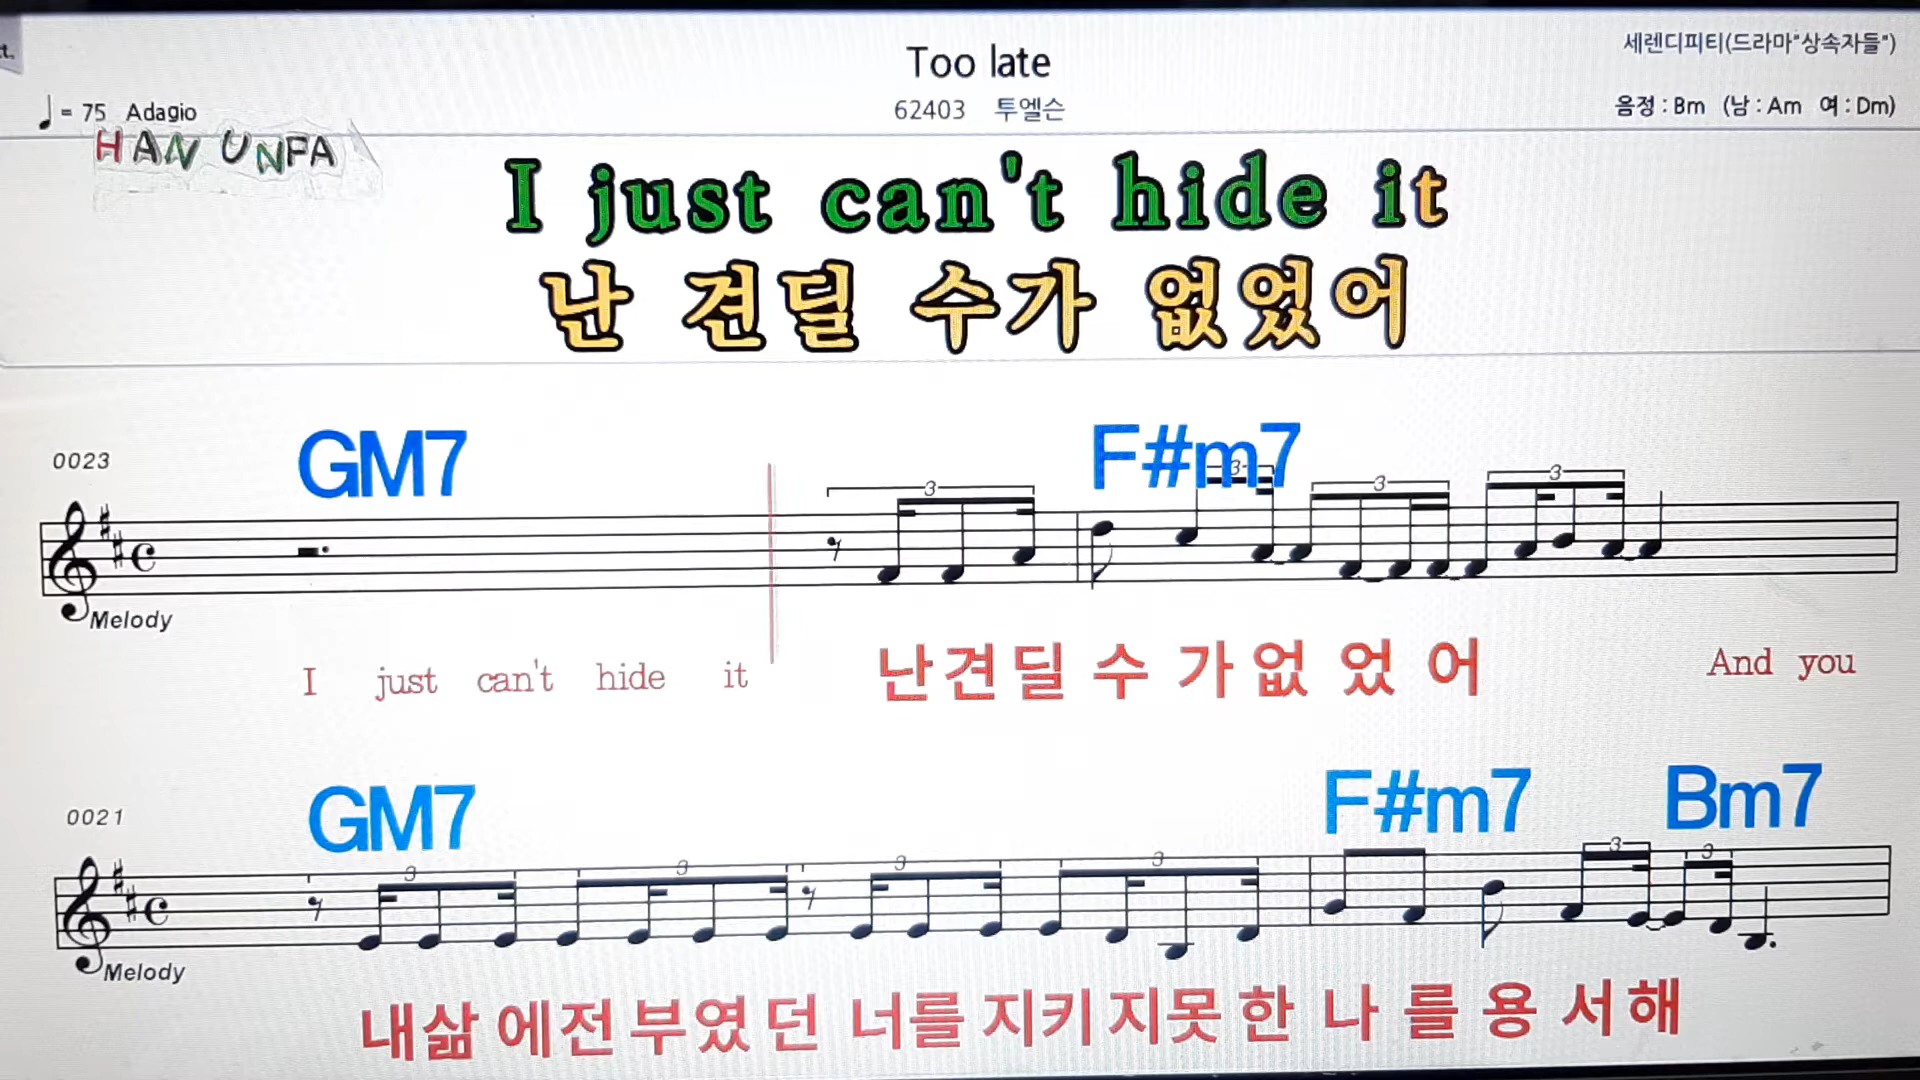 t.
Too late
세렌디피티(드라마"상속자들")
= 75 Adagio
62403 투엘슨
음정 : Bm (남 : Am 여 : Dm)
HAN UNFA
I just can't hide it
난 견딜 수가 없었어
0023
GM7
F#m7
3 3 3 3
Melody
I just can't hide it 난견딜 수 가없 었 어 And you
0021
GM7
F#m7
Bm7
3 3 3 3 3 3
Melody
내삶에전부였던 너를지키지못한 나를용서해